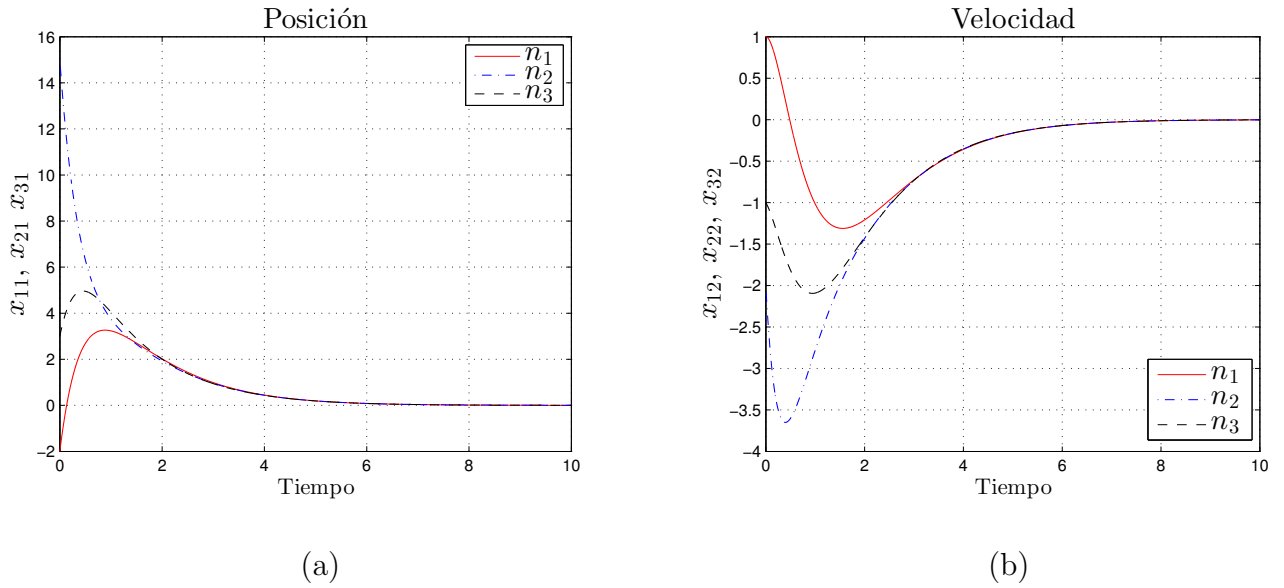 Posición
16
14
12
10
8
6
4
2
0
−2
0 2 4 6 8 10
x₁₁, x₂₁ x₃₁
Tiempo
n₁
n₂
n₃
(a)
Velocidad
1
0.5
0
−0.5
−1
−1.5
−2
−2.5
−3
−3.5
−4
0 2 4 6 8 10
x₁₂, x₂₂, x₃₂
Tiempo
n₁
n₂
n₃
(b)